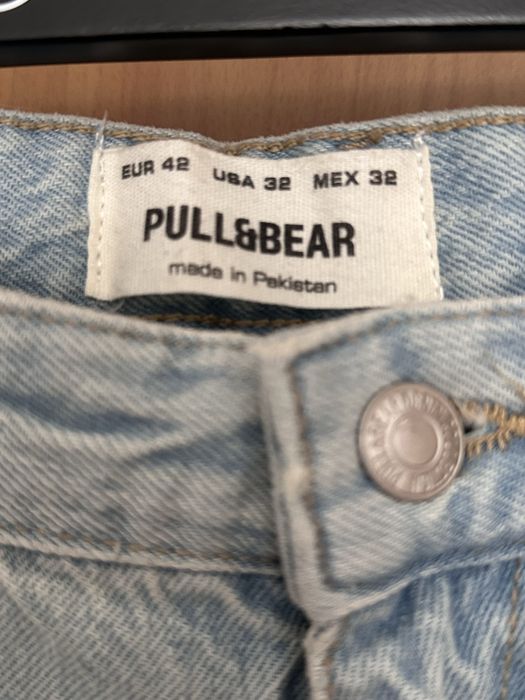 EUR 42 USA 32 MEX 32
PULL&BEAR
made in Pakistan